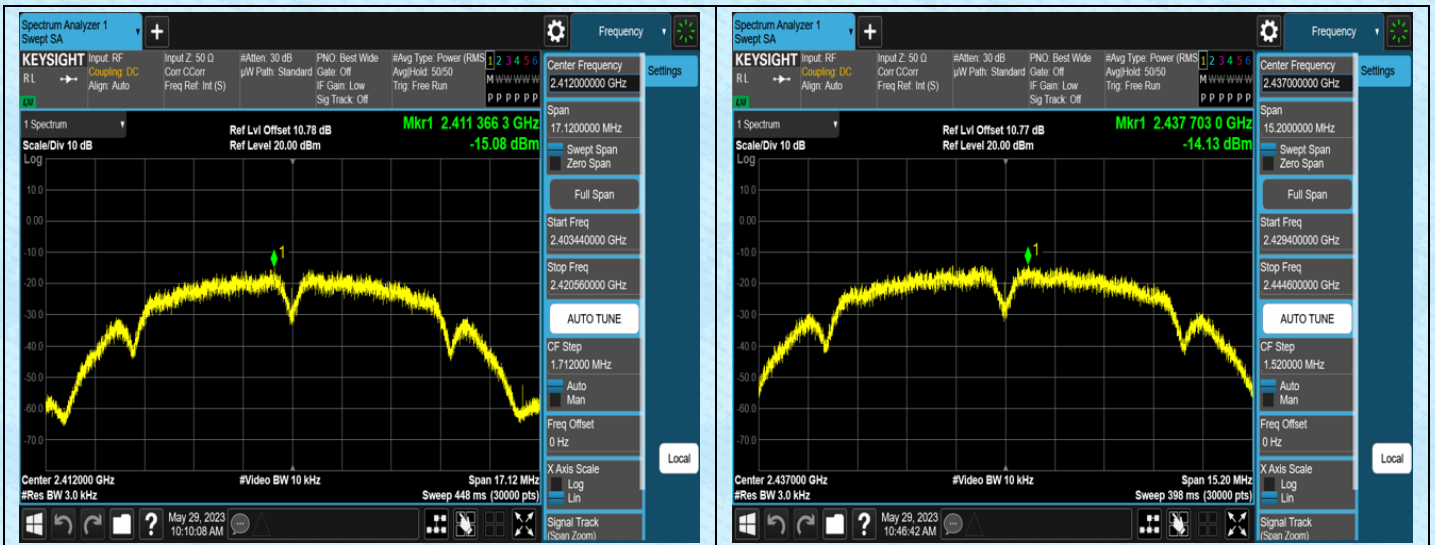 Spectrum Analyzer 1
Swept SA
Frequency
KEYSIGHT
RL
LXI
Input: RF
Coupling: DC
Align: Auto
Input Z: 50 Ω
Corr CCorr
Freq Ref: Int (S)
#Atten: 30 dB
µW Path: Standard
PNO: Best Wide
Gate: Off
IF Gain: Low
Sig Track: Off
#Avg Type: Power (RMS
Avg|Hold: 50/50
Trig: Free Run
1 2 3 4 5 6
M W W W W W
P P P P P P
1 Spectrum
Scale/Div 10 dB
Log
Ref Lvl Offset 10.78 dB
Ref Level 20.00 dBm
Mkr1 2.411 366 3 GHz
-15.08 dBm
10.0
0.00
-10.0
-20.0
-30.0
-40.0
-50.0
-60.0
-70.0
1
Center 2.412000 GHz
#Res BW 3.0 kHz
#Video BW 10 kHz
Span 17.12 MHz
Sweep 448 ms (30000 pts)
May 29, 2023
10:10:08 AM
Center Frequency
2.412000000 GHz
Span
17.1200000 MHz
Swept Span
Zero Span
Full Span
Start Freq
2.403440000 GHz
Stop Freq
2.420560000 GHz
AUTO TUNE
CF Step
1.712000 MHz
Auto
Man
Freq Offset
0 Hz
X Axis Scale
Log
Lin
Signal Track
(Span Zoom)
Settings
Local
Spectrum Analyzer 1
Swept SA
Frequency
KEYSIGHT
RL
LXI
Input: RF
Coupling: DC
Align: Auto
Input Z: 50 Ω
Corr CCorr
Freq Ref: Int (S)
#Atten: 30 dB
µW Path: Standard
PNO: Best Wide
Gate: Off
IF Gain: Low
Sig Track: Off
#Avg Type: Power (RMS
Avg|Hold: 50/50
Trig: Free Run
1 2 3 4 5 6
M W W W W W
P P P P P P
1 Spectrum
Scale/Div 10 dB
Log
Ref Lvl Offset 10.77 dB
Ref Level 20.00 dBm
Mkr1 2.437 703 0 GHz
-14.13 dBm
10.0
0.00
-10.0
-20.0
-30.0
-40.0
-50.0
-60.0
-70.0
1
Center 2.437000 GHz
#Res BW 3.0 kHz
#Video BW 10 kHz
Span 15.20 MHz
Sweep 398 ms (30000 pts)
May 29, 2023
10:46:42 AM
Center Frequency
2.437000000 GHz
Span
15.2000000 MHz
Swept Span
Zero Span
Full Span
Start Freq
2.429400000 GHz
Stop Freq
2.444600000 GHz
AUTO TUNE
CF Step
1.520000 MHz
Auto
Man
Freq Offset
0 Hz
X Axis Scale
Log
Lin
Signal Track
(Span Zoom)
Settings
Local